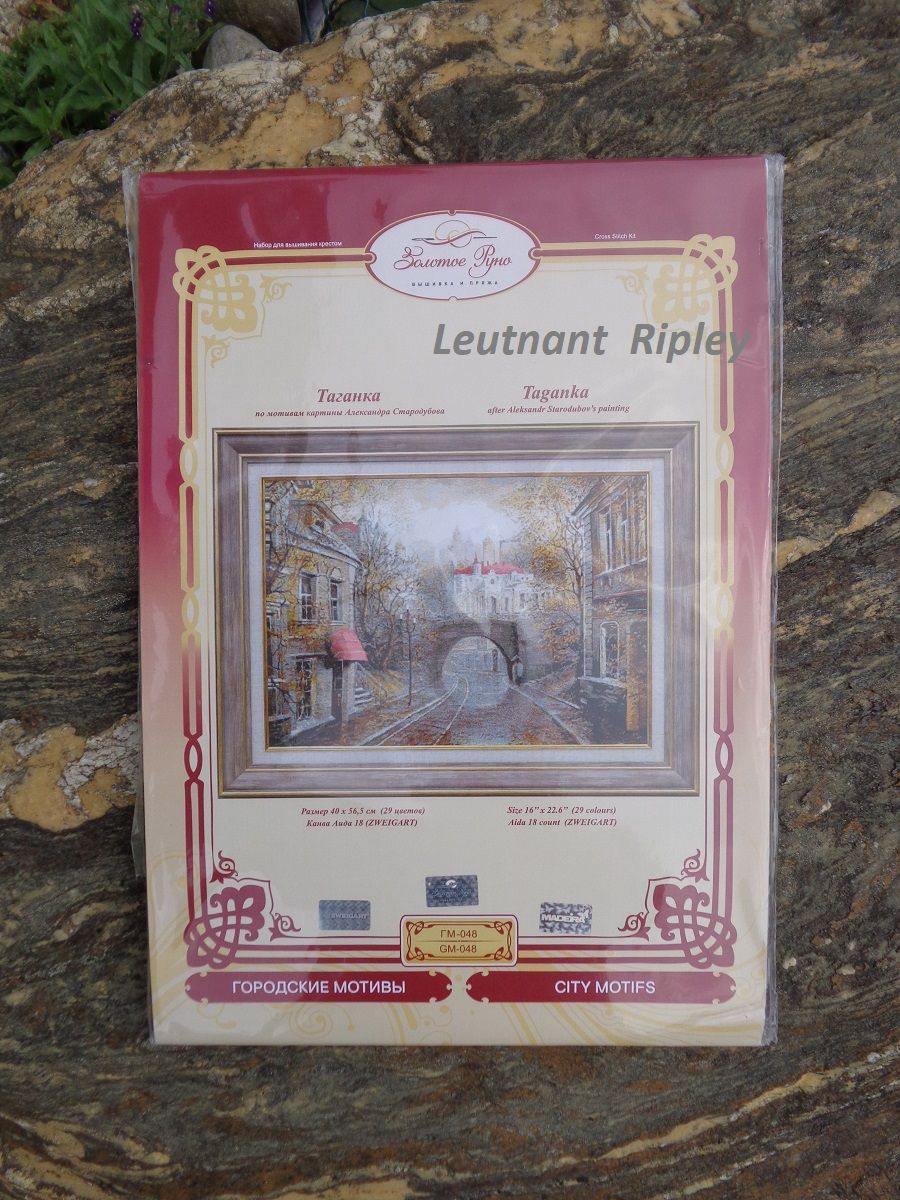 Набор для вышивания крестом
Cross Stitch Kit
Золотое Руно
ВЫШИВКА И ПРЯЖА
Leutnant Ripley
Таганка
по мотивам картины Александра Стародубова
Taganka
after Aleksandr Starodubov's painting
Размер 40 x 56,5 см (29 цветов)
Канва Аида 18 (ZWEIGART)
Size 16” x 22.6” (29 colours)
Aida 18 count (ZWEIGART)
ZWEIGART
MADEIRA
ГМ-048
GM-048
ГОРОДСКИЕ МОТИВЫ
CITY MOTIFS